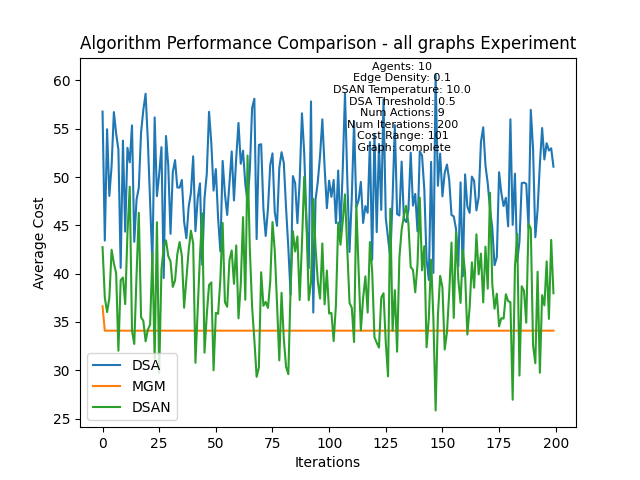 Algorithm Performance Comparison - all graphs Experiment
Agents: 10
Edge Density: 0.1
DSAN Temperature: 10.0
DSA Threshold: 0.5
Num Actions: 9
Num Iterations: 200
Cost Range: 101
Graph: complete
60
55
50
45
40
35
30
25
Average Cost
DSA
MGM
DSAN
0
25
50
75
100
125
150
175
200
Iterations